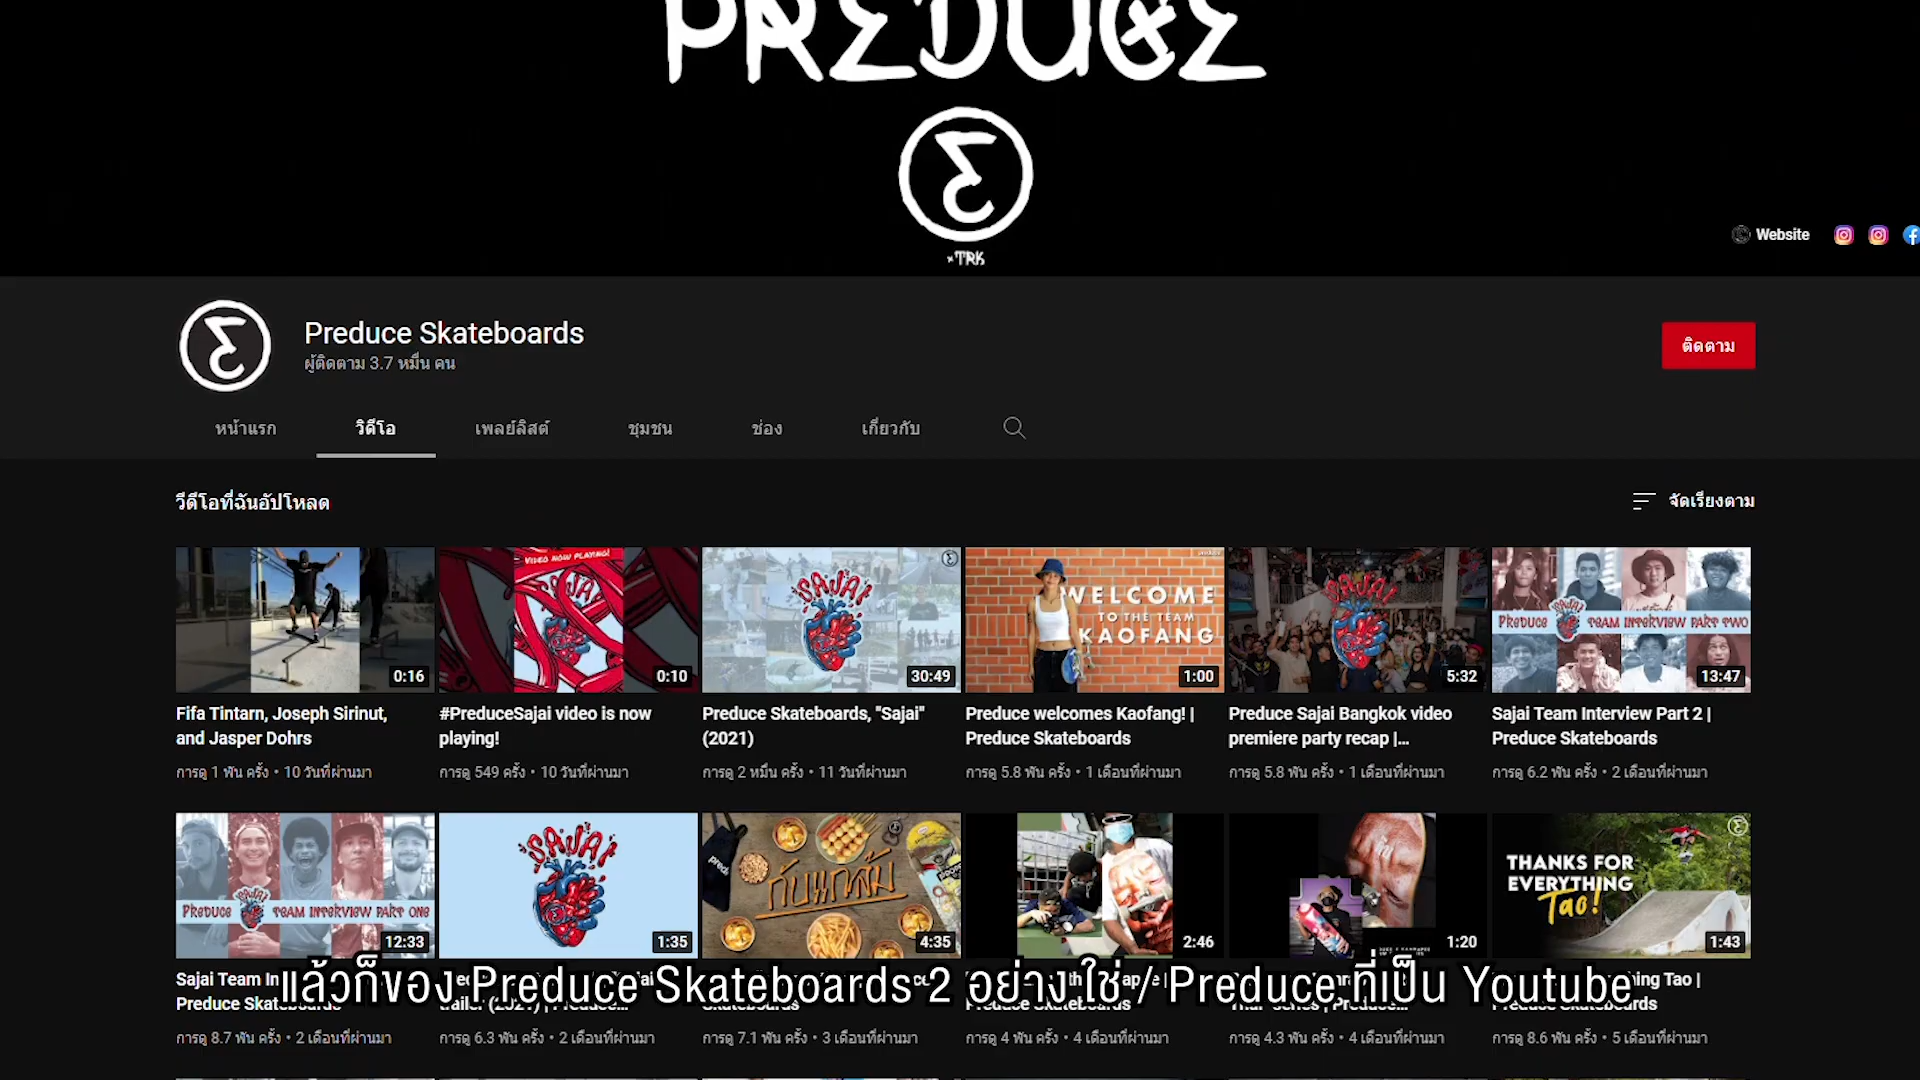 PREDUCE
×TRK
Website
Preduce Skateboards
ผู้ติดตาม 3.7 หมื่น คน
ติดตาม
หน้าแรก
วิดีโอ
เพลย์ลิสต์
ชุมชน
ช่อง
เกี่ยวกับ
วิดีโอที่ฉันอัปโหลด
จัดเรียงตาม
0:16
VIDEO NOW PLAYING!
SAJAI
0:10
SAJAI
30:49
WELCOME
TO THE TEAM
KAOFANG
1:00
SAJAI
5:32
SAJAI
PREDUCE TEAM INTERVIEW PART TWO
13:47
Fifa Tintarn, Joseph Sirinut,
and Jasper Dohrs
#PreduceSajai video is now
playing!
Preduce Skateboards, "Sajai"
(2021)
Preduce welcomes Kaofang! |
Preduce Skateboards
Preduce Sajai Bangkok video
premiere party recap |...
Sajai Team Interview Part 2 |
Preduce Skateboards
การดู 1 พัน ครั้ง • 10 วันที่ผ่านมา
การดู 549 ครั้ง • 10 วันที่ผ่านมา
การดู 2 หมื่น ครั้ง • 11 วันที่ผ่านมา
การดู 5.8 พัน ครั้ง • 1 เดือนที่ผ่านมา
การดู 5.8 พัน ครั้ง • 1 เดือนที่ผ่านมา
การดู 6.2 พัน ครั้ง • 2 เดือนที่ผ่านมา
SAJAI
PREDUCE TEAM INTERVIEW PART ONE
12:33
SAJAI
1:35
กับแกล้ม
4:35
2:46
1:20
THANKS FOR
EVERYTHING
Tao!
1:43
แล้วก็ของ Preduce Skateboards 2 อย่าง ใช่ / Preduce ที่เป็น Youtube
การดู 8.7 พัน ครั้ง • 2 เดือนที่ผ่านมา
การดู 6.3 พัน ครั้ง • 2 เดือนที่ผ่านมา
การดู 7.1 พัน ครั้ง • 3 เดือนที่ผ่านมา
การดู 4 พัน ครั้ง • 4 เดือนที่ผ่านมา
การดู 4.3 พัน ครั้ง • 4 เดือนที่ผ่านมา
การดู 8.6 พัน ครั้ง • 5 เดือนที่ผ่านมา